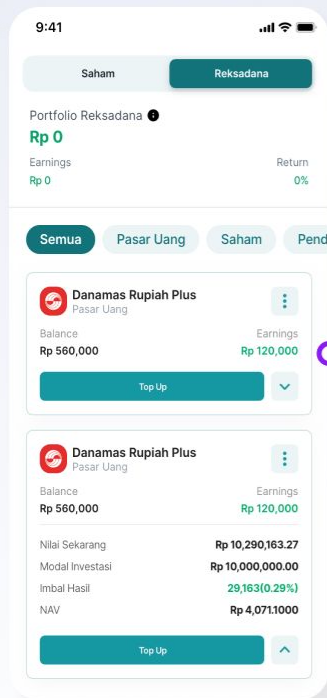 9:41
Saham Reksadana
Portfolio Reksadana
Rp 0
Earnings Return
Rp 0 0%
Semua Pasar Uang Saham Pend
Danamas Rupiah Plus
Pasar Uang
Balance Earnings
Rp 560,000 Rp 120,000
Top Up
Danamas Rupiah Plus
Pasar Uang
Balance Earnings
Rp 560,000 Rp 120,000
Nilai Sekarang Rp 10,290,163.27
Modal Investasi Rp 10,000,000.00
Imbal Hasil 29,163(0.29%)
NAV Rp 4,071.1000
Top Up